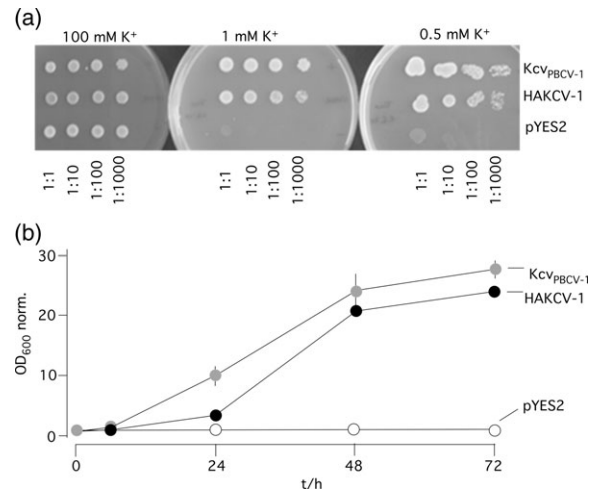 (a)
100 mM K⁺ 1 mM K⁺ 0.5 mM K⁺
KcvPBCV-1
HAKCV-1
pYES2
1:1 1:10 1:100 1:1000 1:1 1:10 1:100 1:1000 1:1 1:10 1:100 1:1000
(b)
30
20
10
0
OD600 norm.
KcvPBCV-1
HAKCV-1
pYES2
0 24 48 72
t/h